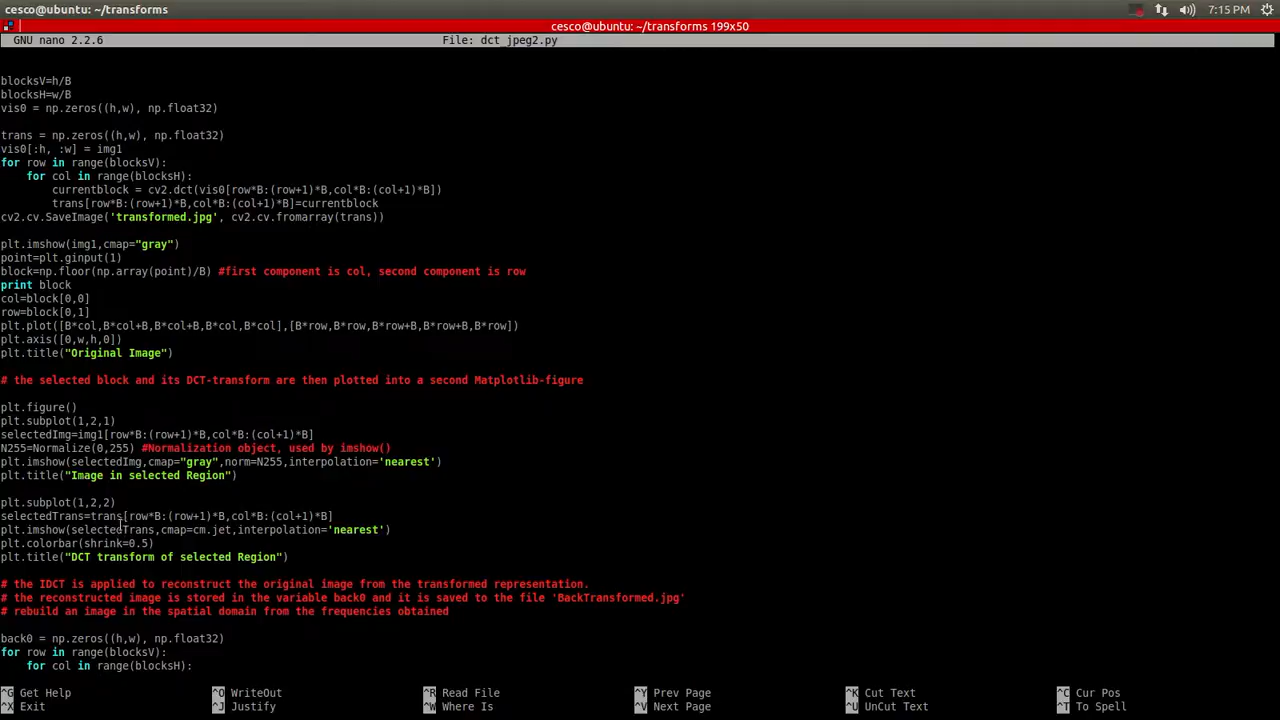 cesco@ubuntu: ~/transforms 7:15 PM
cesco@ubuntu: ~/transforms 199x50
GNU nano 2.2.6 File: dct_jpeg2.py
blocksV=h/B
blocksH=w/B
vis0 = np.zeros((h,w), np.float32)
trans = np.zeros((h,w), np.float32)
vis0[:h, :w] = img1
for row in range(blocksV):
    for col in range(blocksH):
        currentblock = cv2.dct(vis0[row*B:(row+1)*B,col*B:(col+1)*B])
        trans[row*B:(row+1)*B,col*B:(col+1)*B]=currentblock
cv2.cv.SaveImage('transformed.jpg', cv2.cv.fromarray(trans))
plt.imshow(img1,cmap="gray")
point=plt.ginput(1)
block=np.floor(np.array(point)/B) #first component is col, second component is row
print block
col=block[0,0]
row=block[0,1]
plt.plot([B*col,B*col+B,B*col+B,B*col,B*col],[B*row,B*row,B*row+B,B*row+B,B*row])
plt.axis([0,w,h,0])
plt.title("Original Image")
# the selected block and its DCT-transform are then plotted into a second Matplotlib-figure
plt.figure()
plt.subplot(1,2,1)
selectedImg=img1[row*B:(row+1)*B,col*B:(col+1)*B]
N255=Normalize(0,255) #Normalization object, used by imshow()
plt.imshow(selectedImg,cmap="gray",norm=N255,interpolation='nearest')
plt.title("Image in selected Region")
plt.subplot(1,2,2)
selectedTrans=trans[row*B:(row+1)*B,col*B:(col+1)*B]
plt.imshow(selectedTrans,cmap=cm.jet,interpolation='nearest')
plt.colorbar(shrink=0.5)
plt.title("DCT transform of selected Region")
# the IDCT is applied to reconstruct the original image from the transformed representation.
# the reconstructed image is stored in the variable back0 and it is saved to the file 'BackTransformed.jpg'
# rebuild an image in the spatial domain from the frequencies obtained
back0 = np.zeros((h,w), np.float32)
for row in range(blocksV):
    for col in range(blocksH):
^G Get Help ^O WriteOut ^R Read File ^Y Prev Page ^K Cut Text ^C Cur Pos
^X Exit ^J Justify ^W Where Is ^V Next Page ^U UnCut Text ^T To Spell